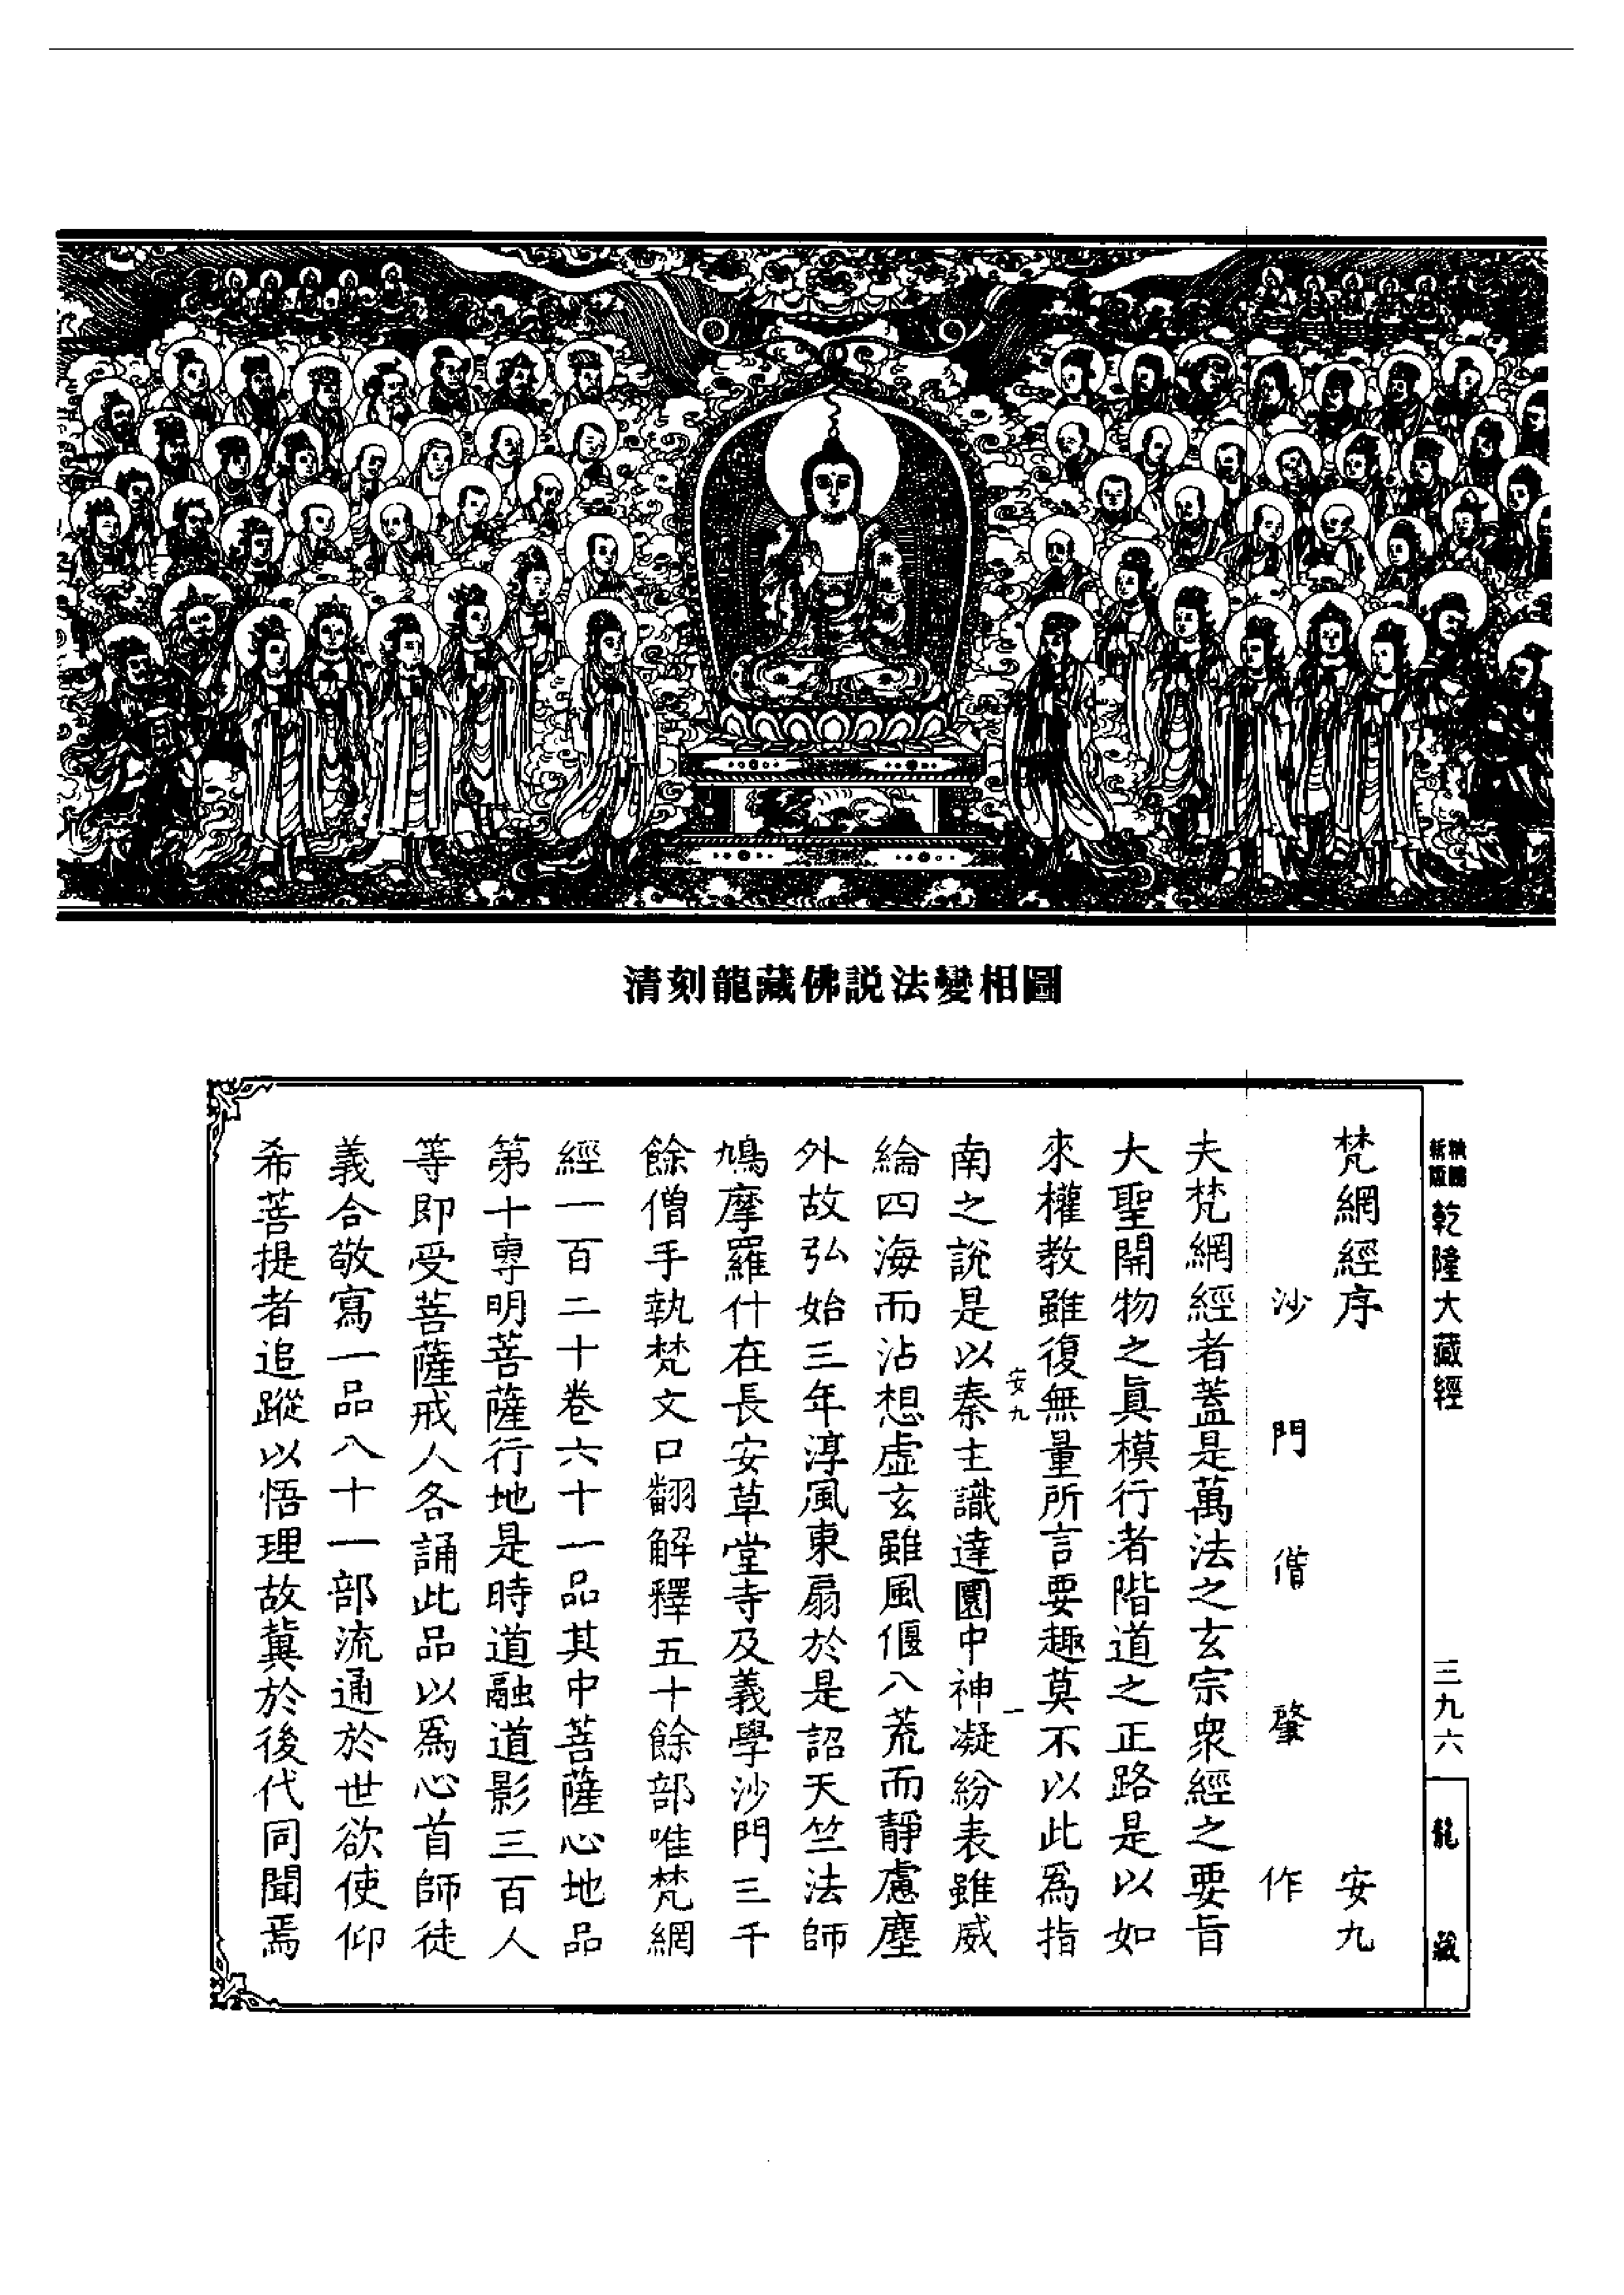 清刻龍藏佛説法變相圖
乾隆大藏經
三九六
龍藏
梵網經序 安九
沙門僧肇作
夫梵網經者蓋是萬法之玄宗衆經之要旨
大聖開物之真模行者階道之正路是以如
來權教雖復無量所言要趣莫不以此爲指
安九 一
南之說是以秦主識達圜中神凝紛表雖威
綸四海而沾想虛玄雖風偃八荒而靜慮塵
外故弘始三年淳風東扇於是詔天竺法師
鳩摩羅什在長安草堂寺及義學沙門三千
餘僧手執梵文口翻解釋五十餘部唯梵網
經一百二十卷六十一品其中菩薩心地品
第十專明菩薩行地是時道融道影三百人
等即受菩薩戒人各誦此品以爲心首師徒
義合敬寫一品八十一部流通於世欲使仰
希菩提者追蹤以悟理故冀於後代同聞焉